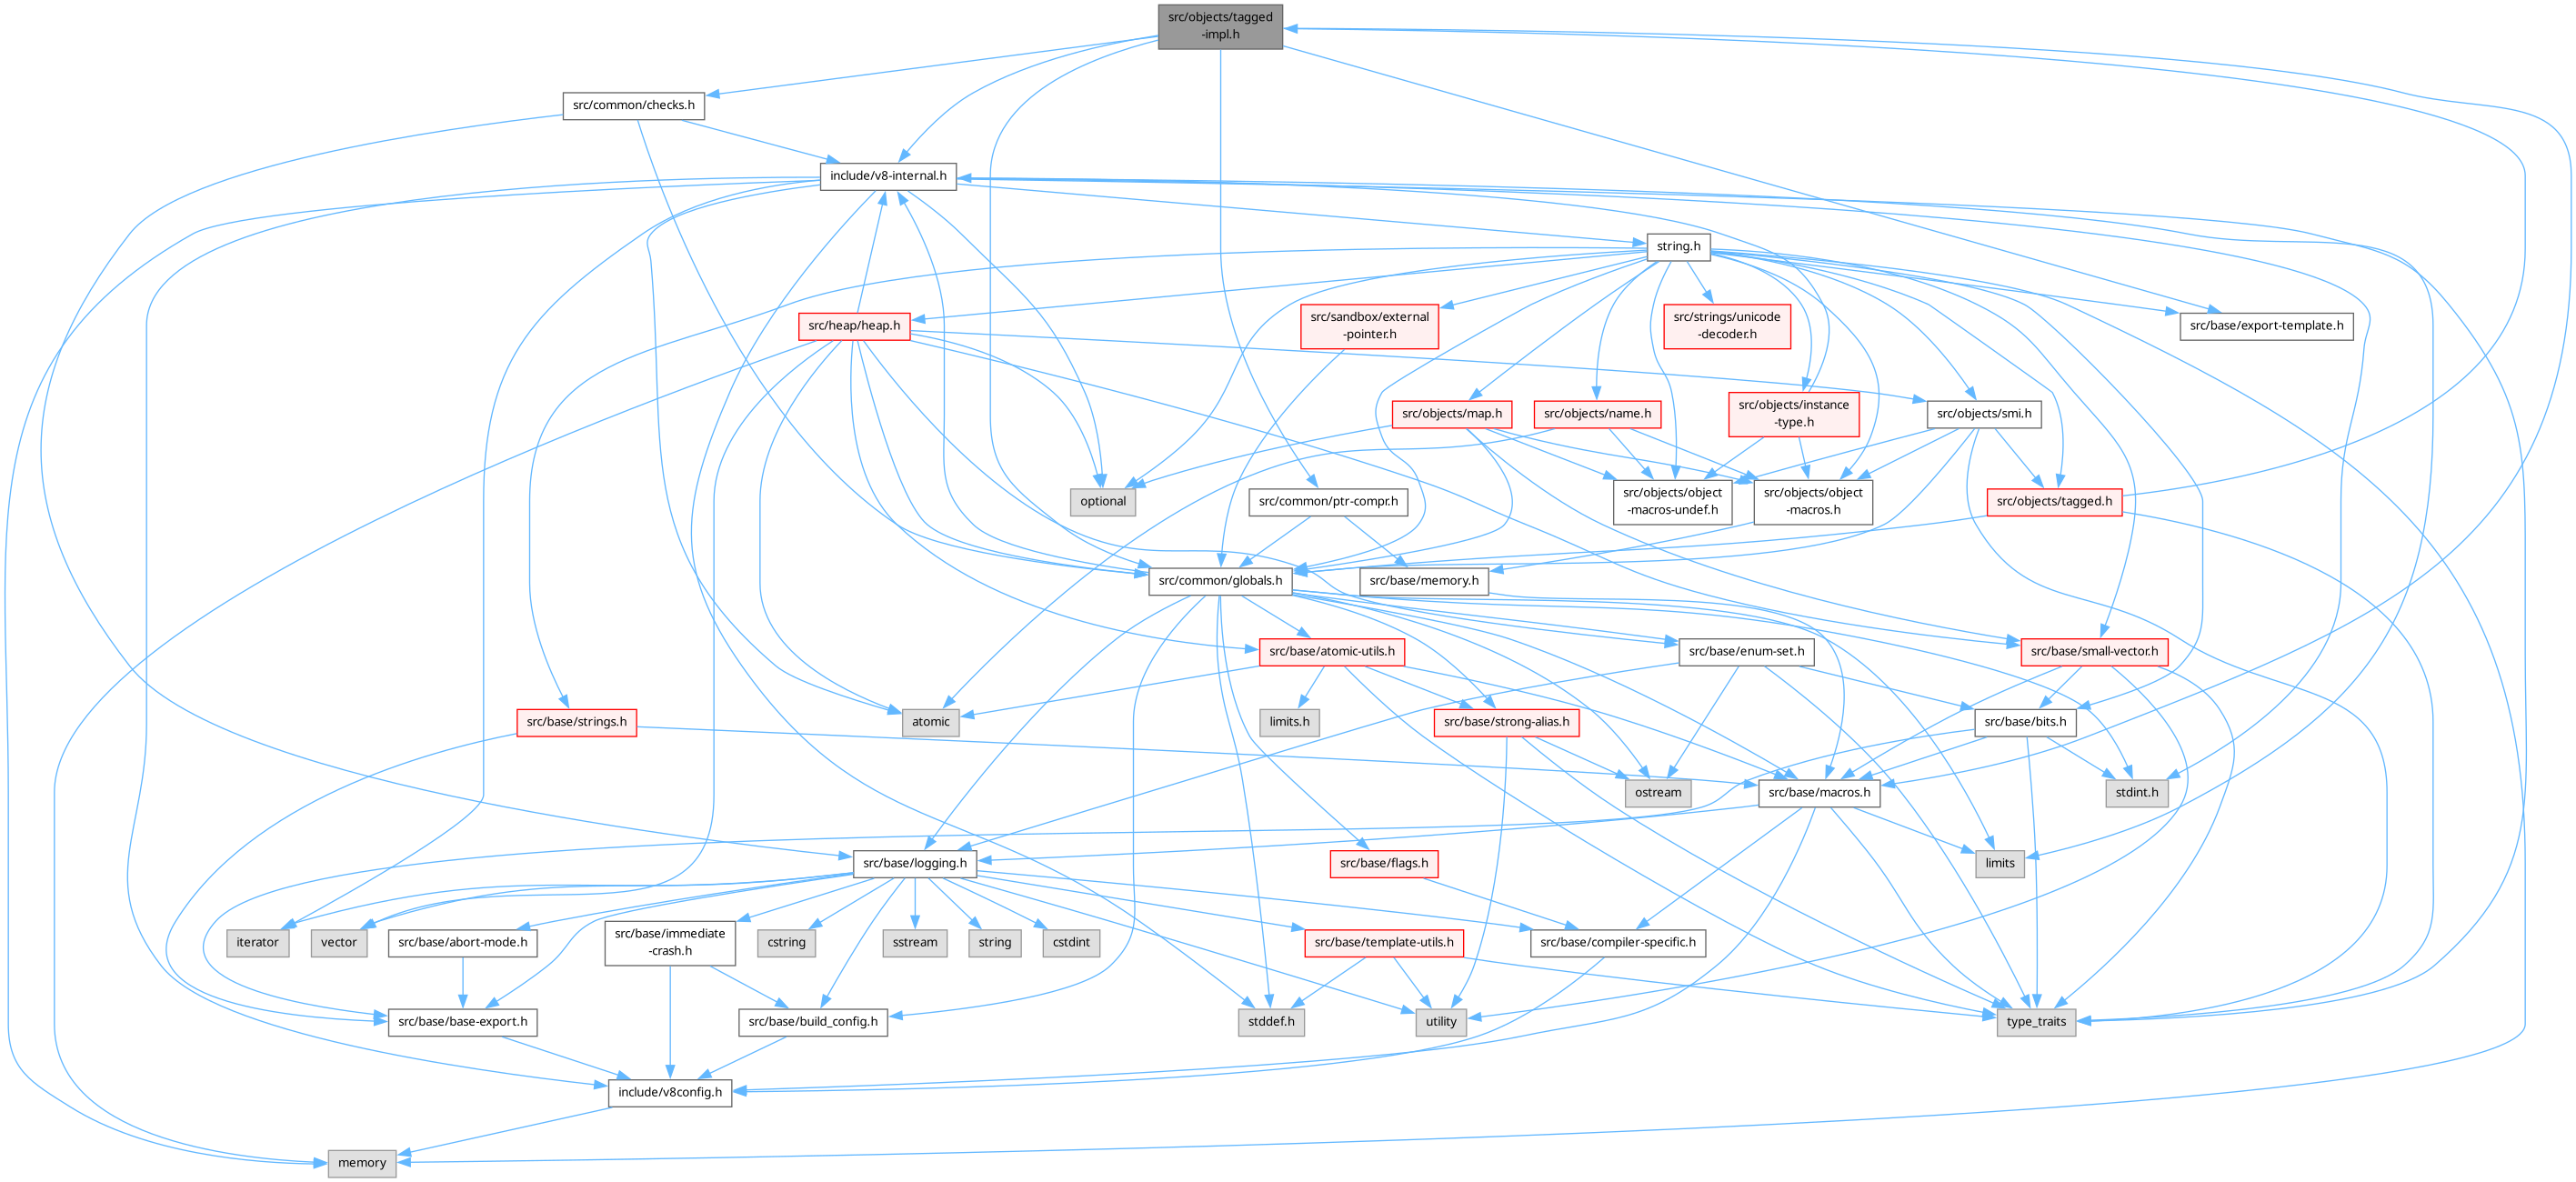 src/objects/tagged
-impl.h
src/common/checks.h
include/v8-internal.h
string.h
src/heap/heap.h
src/sandbox/external
-pointer.h
src/strings/unicode
-decoder.h
src/base/export-template.h
src/objects/map.h
src/objects/name.h
src/objects/instance
-type.h
src/objects/smi.h
optional
src/common/ptr-compr.h
src/objects/object
-macros-undef.h
src/objects/object
-macros.h
src/objects/tagged.h
src/common/globals.h
src/base/memory.h
src/base/atomic-utils.h
src/base/enum-set.h
src/base/small-vector.h
src/base/strings.h
atomic
limits.h
src/base/strong-alias.h
src/base/bits.h
ostream
src/base/macros.h
stdint.h
src/base/logging.h
src/base/flags.h
limits
iterator
vector
src/base/abort-mode.h
src/base/immediate
-crash.h
cstring
sstream
string
cstdint
src/base/template-utils.h
src/base/compiler-specific.h
src/base/base-export.h
src/base/build_config.h
stddef.h
utility
type_traits
include/v8config.h
memory